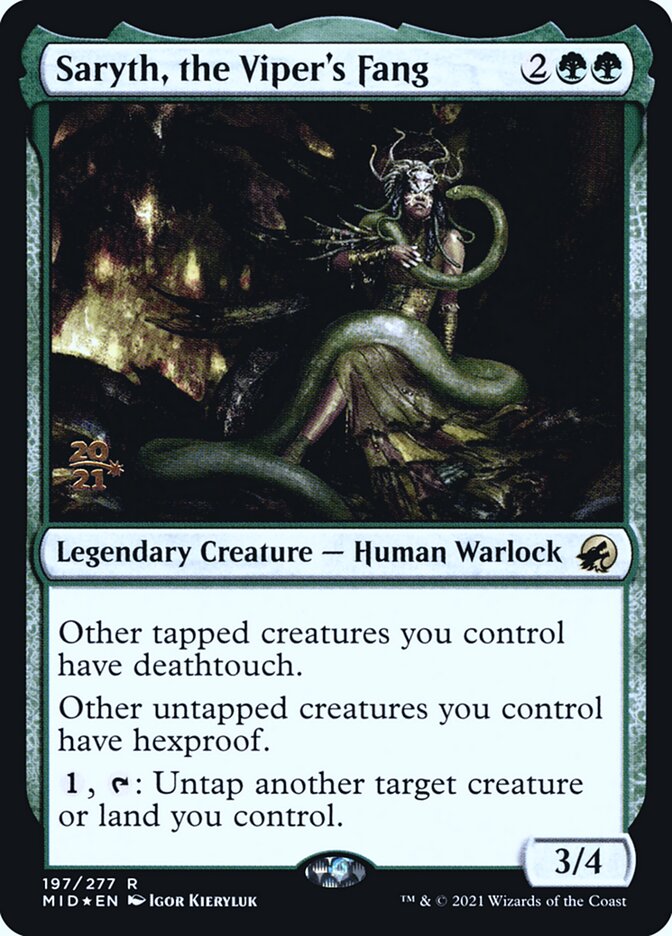 Saryth, the Viper's Fang 2
20
21
Legendary Creature — Human Warlock
Other tapped creatures you control
have deathtouch.
Other untapped creatures you control
have hexproof.
1, : Untap another target creature
or land you control.
3/4
197/277 R
MID★EN Igor Kieryluk
™ & © 2021 Wizards of the Coast